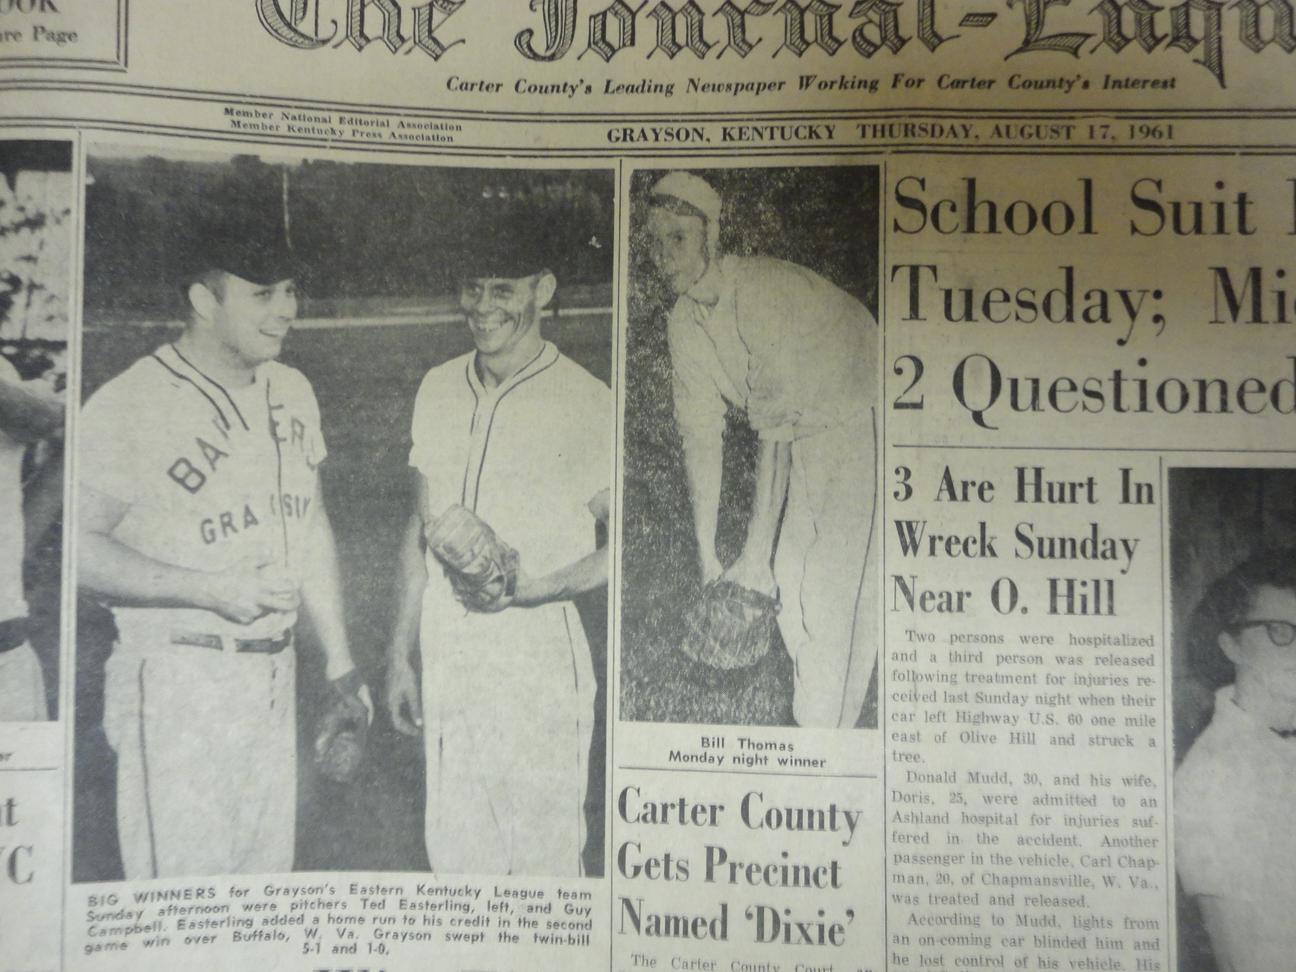 OOK
re Page
The Journal-Enqu
Carter County's Leading Newspaper Working For Carter County's Interest
Member National Editorial Association
Member Kentucky Press Association
GRAYSON, KENTUCKY THURSDAY, AUGUST 17, 1961
BA ER
GRA
BIG WINNERS for Grayson's Eastern Kentucky League team
Sunday afternoon were pitchers Ted Easterling, left, and Guy
Campbell. Easterling added a home run to his credit in the second
game win over Buffalo, W. Va. Grayson swept the twin-bill
5-1 and 1-0.
Bill Thomas
Monday night winner
Carter County
Gets Precinct
Named 'Dixie'
The Carter County Court
School Suit
Tuesday; Mi
2 Questioned
3 Are Hurt In
Wreck Sunday
Near O. Hill
Two persons were hospitalized
and a third person was released
following treatment for injuries re-
ceived last Sunday night when their
car left Highway U.S. 60 one mile
east of Olive Hill and struck a
tree.
Donald Mudd, 30, and his wife,
Doris, 25, were admitted to an
Ashland hospital for injuries suf-
fered in the accident. Another
passenger in the vehicle, Carl Chap-
man, 20, of Chapmansville, W. Va.,
was treated and released.
According to Mudd, lights from
an on-coming car blinded him and
he lost control of his vehicle. His